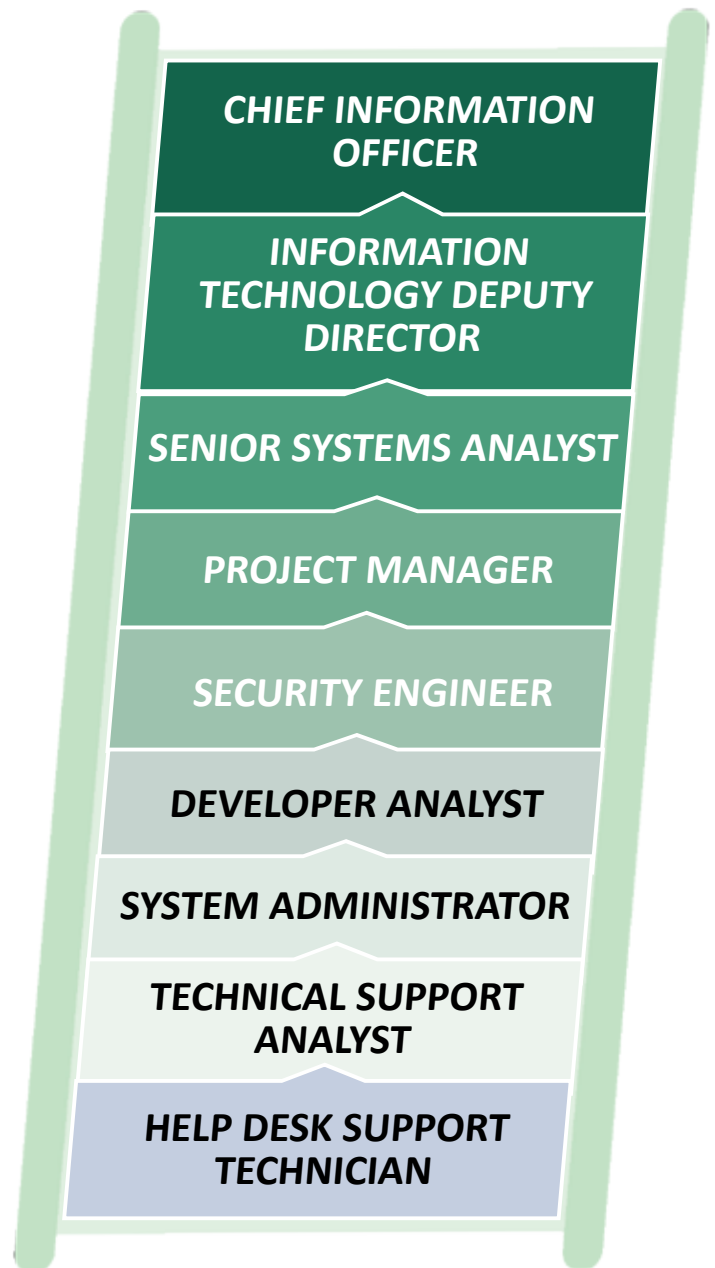 CHIEF INFORMATION
OFFICER
INFORMATION
TECHNOLOGY DEPUTY
DIRECTOR
SENIOR SYSTEMS ANALYST
PROJECT MANAGER
SECURITY ENGINEER
DEVELOPER ANALYST
SYSTEM ADMINISTRATOR
TECHNICAL SUPPORT
ANALYST
HELP DESK SUPPORT
TECHNICIAN